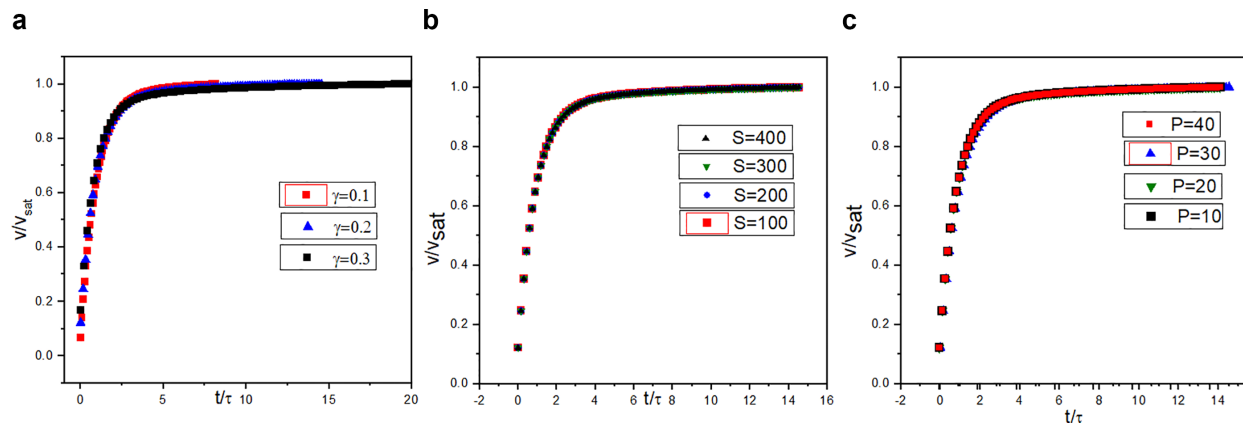 a
b
c
v/v_sat
1.0
0.8
0.6
0.4
0.2
0.0
γ=0.1
γ=0.2
γ=0.3
0 5 10 15 20
t/τ
v/v_sat
1.0
0.8
0.6
0.4
0.2
0.0
S=400
S=300
S=200
S=100
-2 0 2 4 6 8 10 12 14 16
t/τ
v/v_sat
1.0
0.8
0.6
0.4
0.2
0.0
P=40
P=30
P=20
P=10
-2 0 2 4 6 8 10 12 14
t/τ